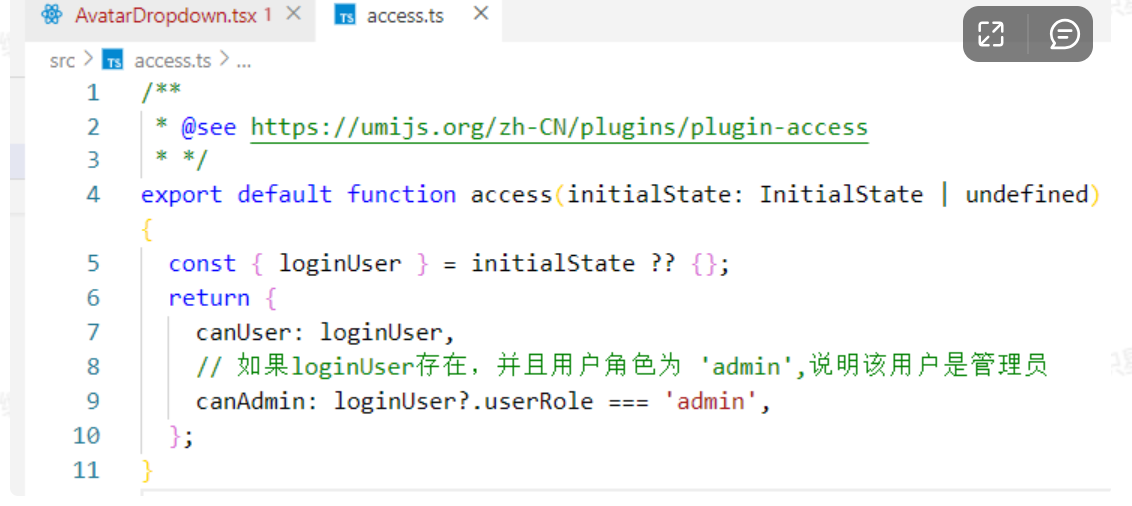 AvatarDropdown.tsx 1 ×
TS access.ts ×
src > TS access.ts > ...
1 /**
2 * @see https://umijs.org/zh-CN/plugins/plugin-access
3 * */
4 export default function access(initialState: InitialState | undefined)
{
5 const { loginUser } = initialState ?? {};
6 return {
7 canUser: loginUser,
8 // 如果loginUser存在，并且用户角色为 'admin',说明该用户是管理员
9 canAdmin: loginUser?.userRole === 'admin',
10 };
11 }